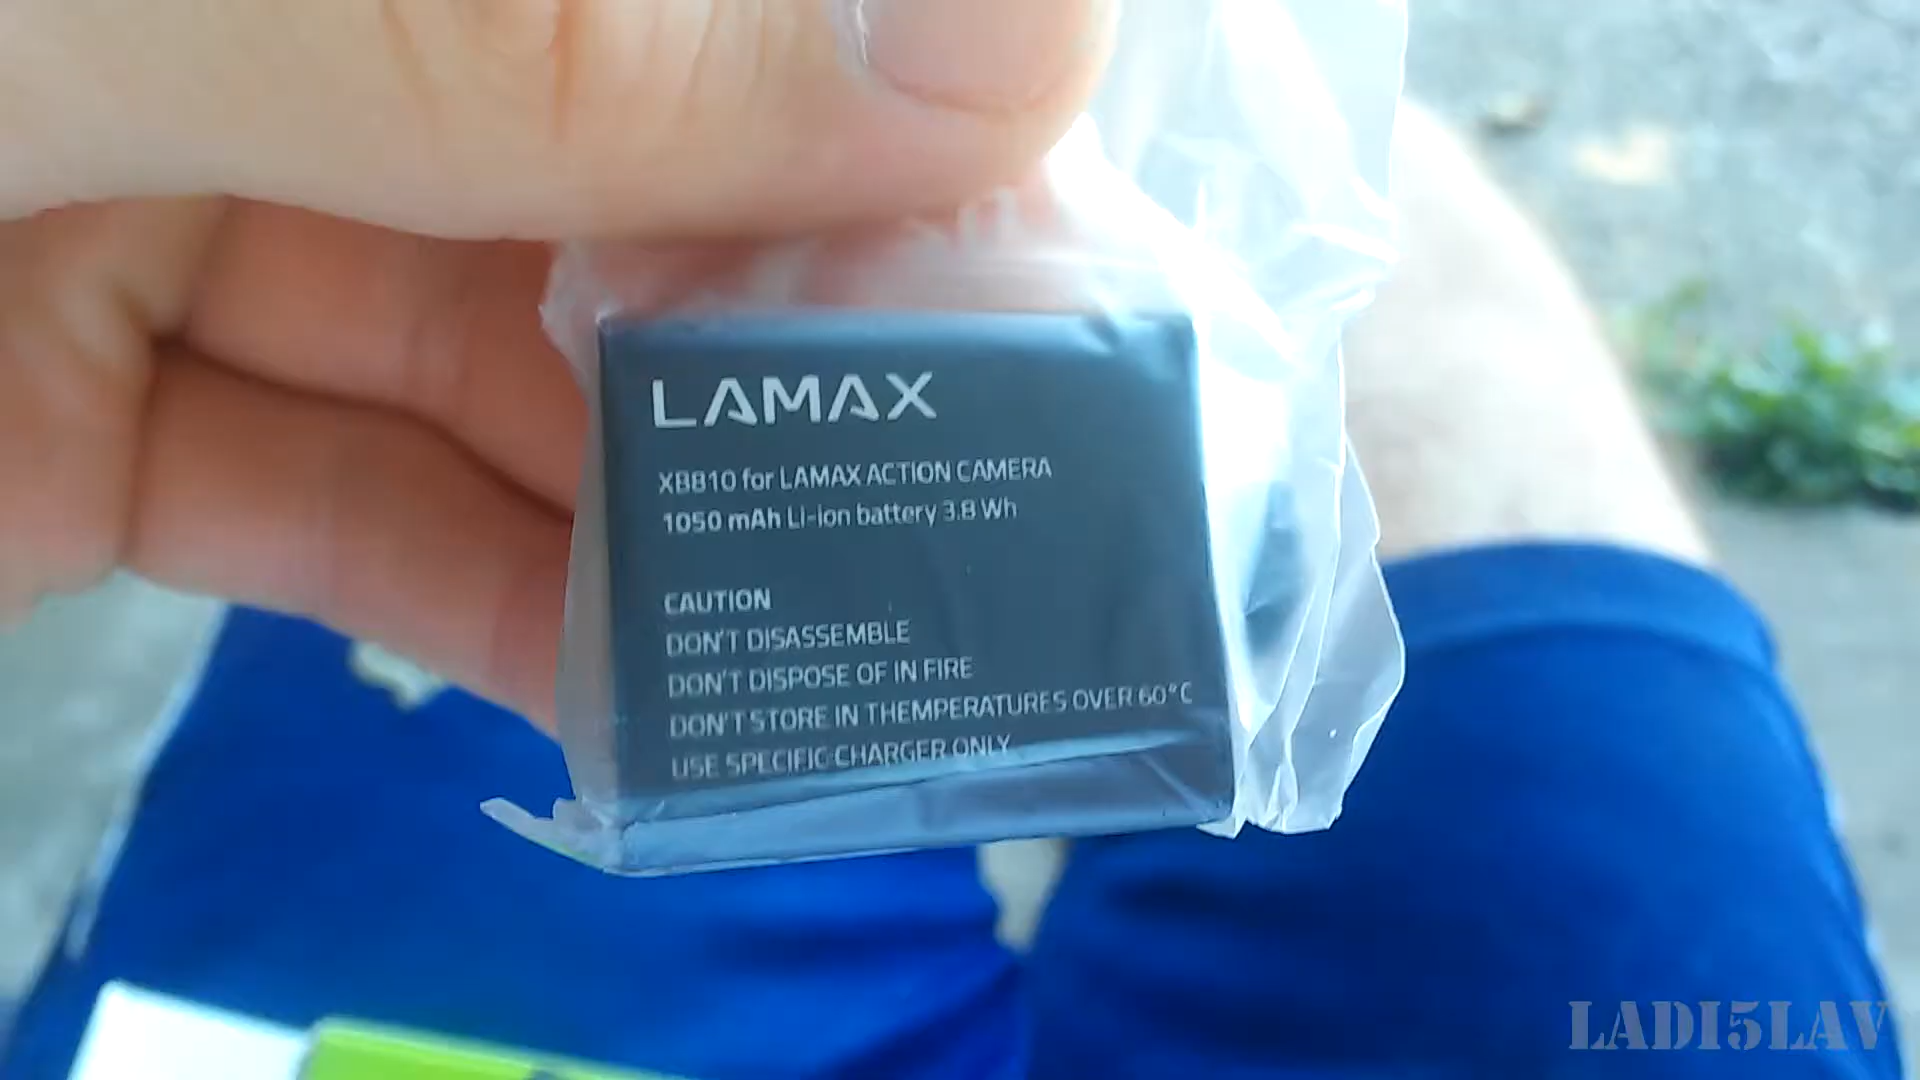 LAMAX
XB810 for LAMAX ACTION CAMERA
1050 mAh Li-ion battery 3.8 Wh
CAUTION
DON'T DISASSEMBLE
DON'T DISPOSE OF IN FIRE
DON'T STORE IN THEMPERATURES OVER 60°C
USE SPECIFIC CHARGER ONLY
LADI5LAV